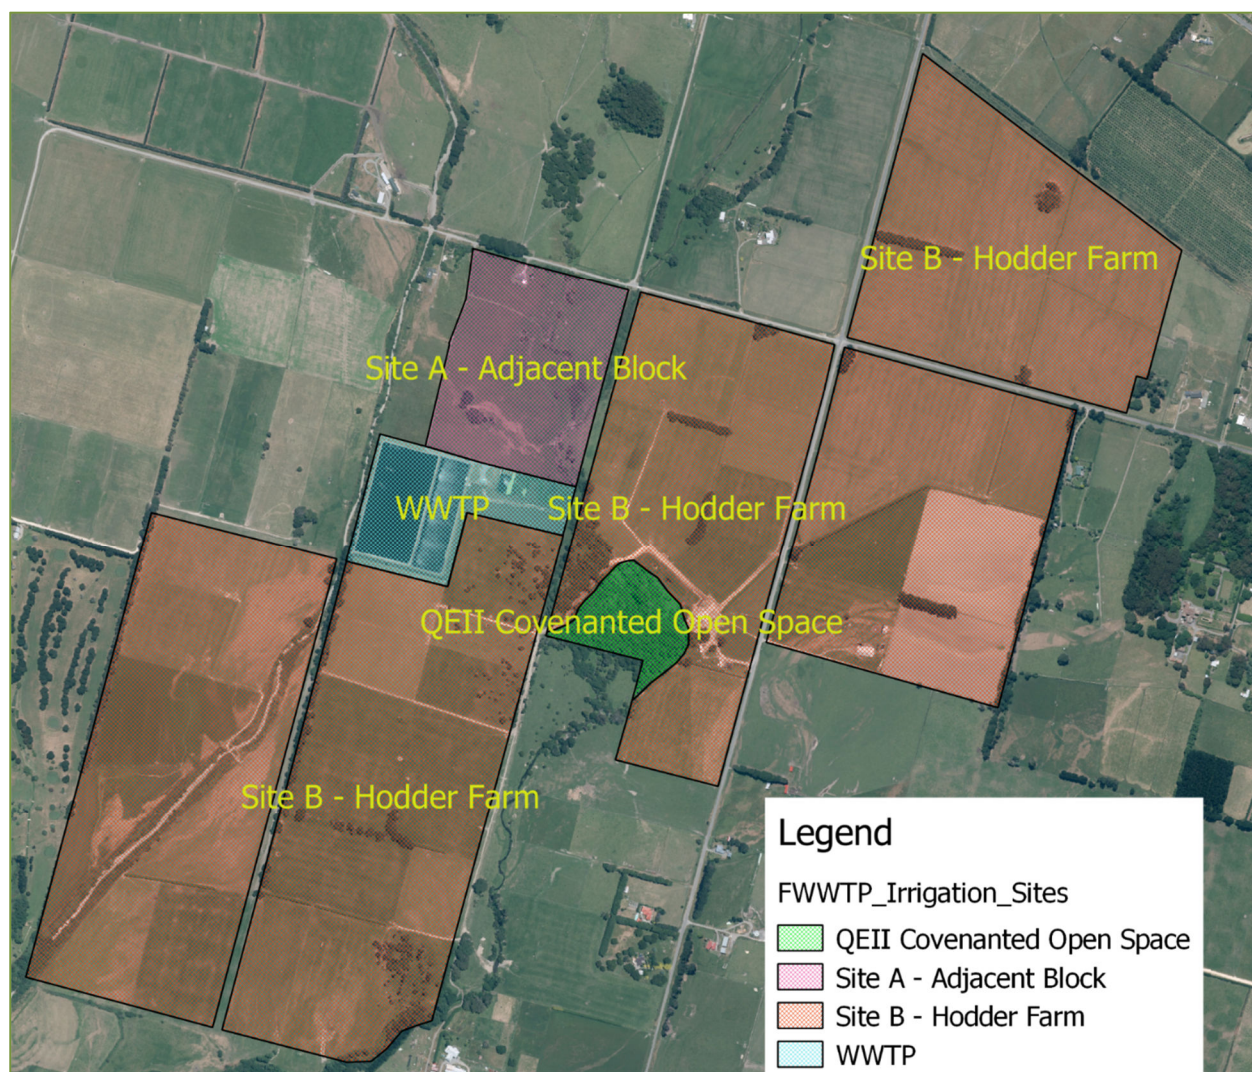 Site B - Hodder Farm
Site A - Adjacent Block
WWTP
Site B - Hodder Farm
QEII Covenanted Open Space
Site B - Hodder Farm
Legend
FWWTP_Irrigation_Sites
QEII Covenanted Open Space
Site A - Adjacent Block
Site B - Hodder Farm
WWTP